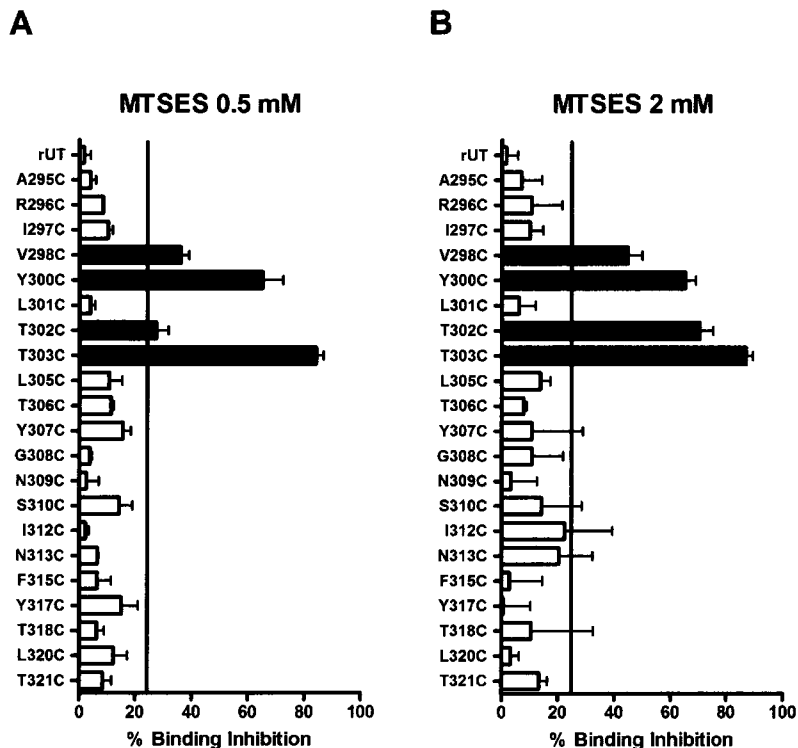 A
MTSES 0.5 mM
rUT
A295C
R296C
I297C
V298C
Y300C
L301C
T302C
T303C
L305C
T306C
Y307C
G308C
N309C
S310C
I312C
N313C
F315C
Y317C
T318C
L320C
T321C
0 20 40 60 80 100
% Binding Inhibition
B
MTSES 2 mM
rUT
A295C
R296C
I297C
V298C
Y300C
L301C
T302C
T303C
L305C
T306C
Y307C
G308C
N309C
S310C
I312C
N313C
F315C
Y317C
T318C
L320C
T321C
0 20 40 60 80 100
% Binding Inhibition